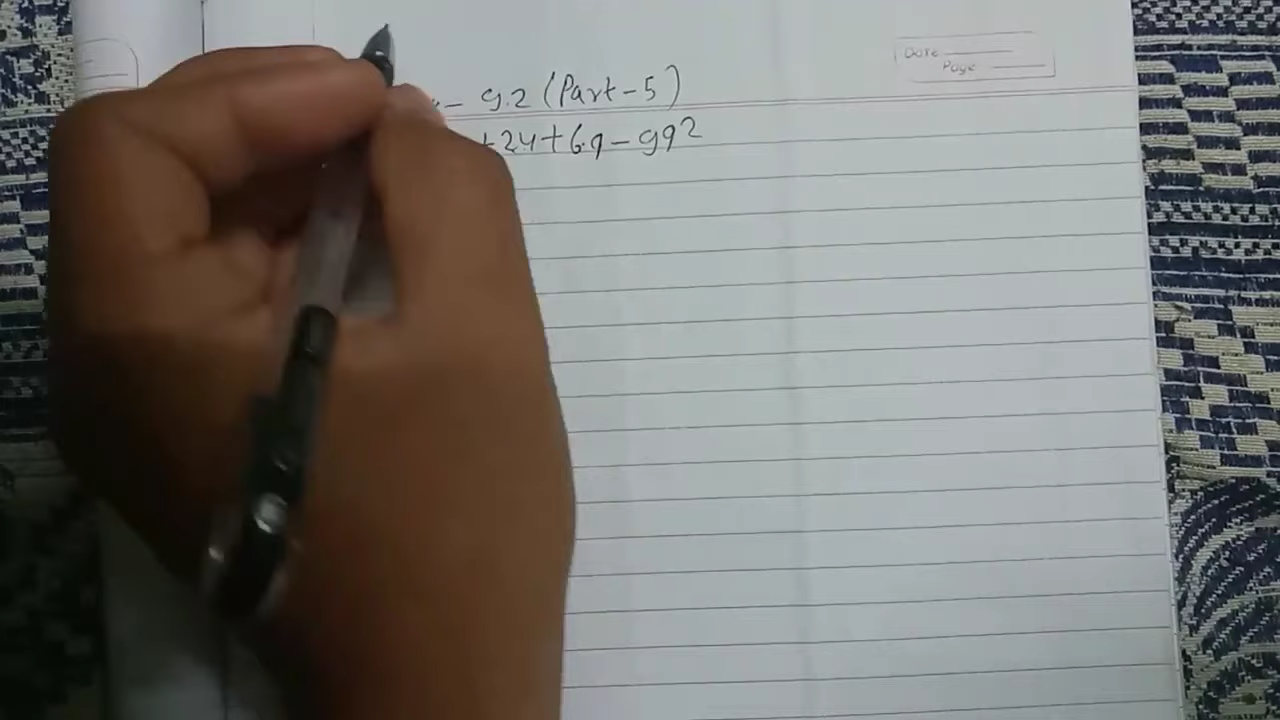 Date
Page
- 9.2 (Part-5)
+24+6q-9q2